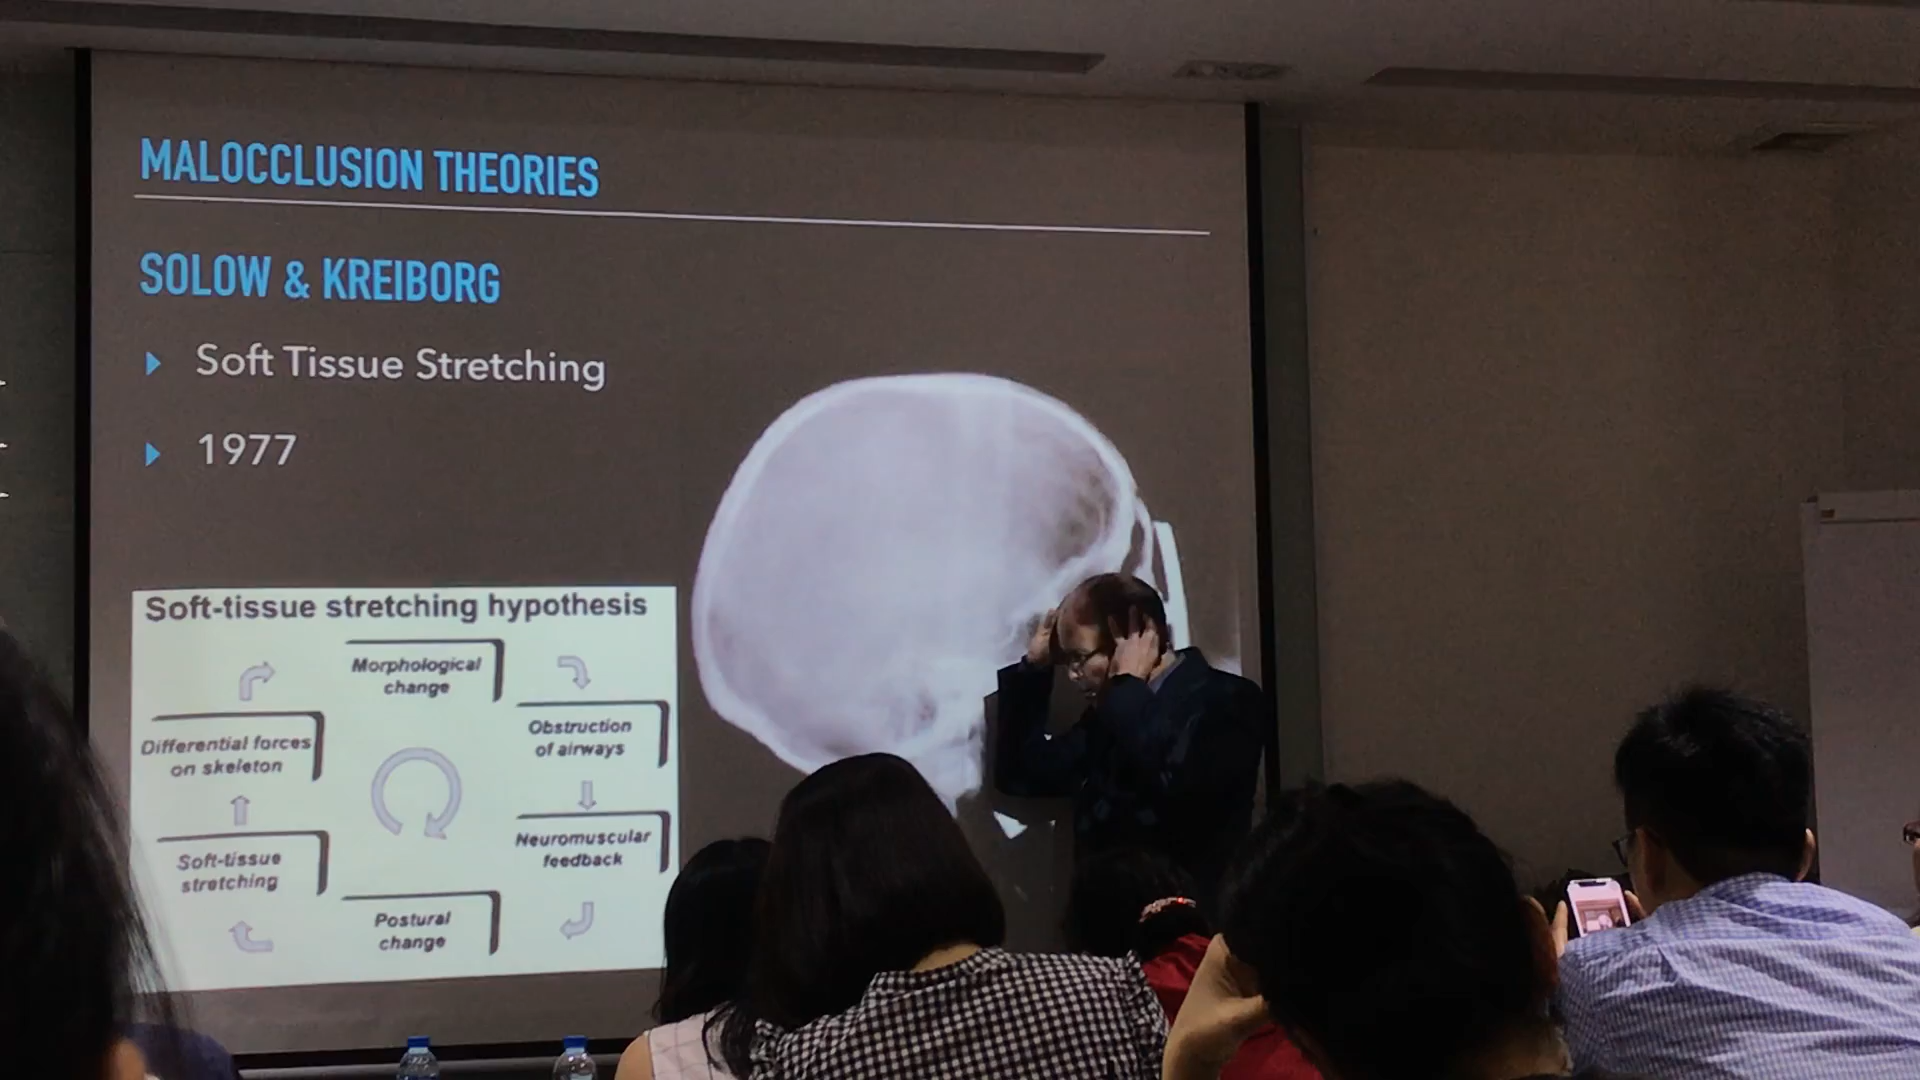 MALOCCLUSION THEORIES
SOLOW & KREIBORG
Soft Tissue Stretching
1977
Soft-tissue stretching hypothesis
Morphological
change
Obstruction
of airways
Neuromuscular
feedback
Postural
change
Soft-tissue
stretching
Differential forces
on skeleton